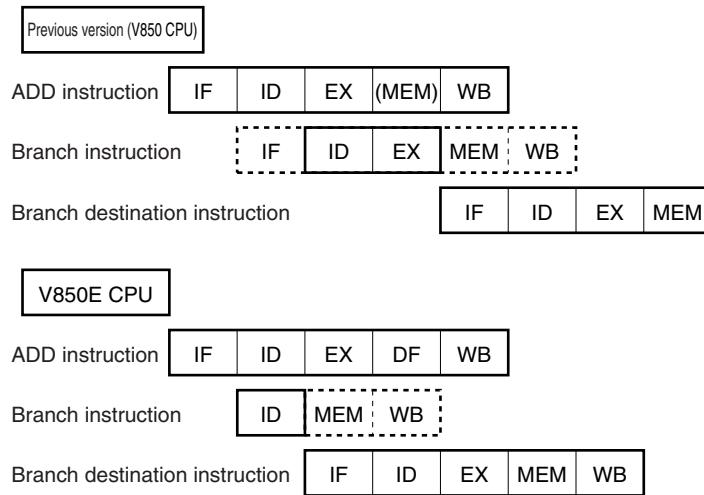 Previous version (V850 CPU)
ADD instruction IF ID EX (MEM) WB
Branch instruction IF ID EX MEM WB
Branch destination instruction IF ID EX MEM
V850E CPU
ADD instruction IF ID EX DF WB
Branch instruction ID MEM WB
Branch destination instruction IF ID EX MEM WB